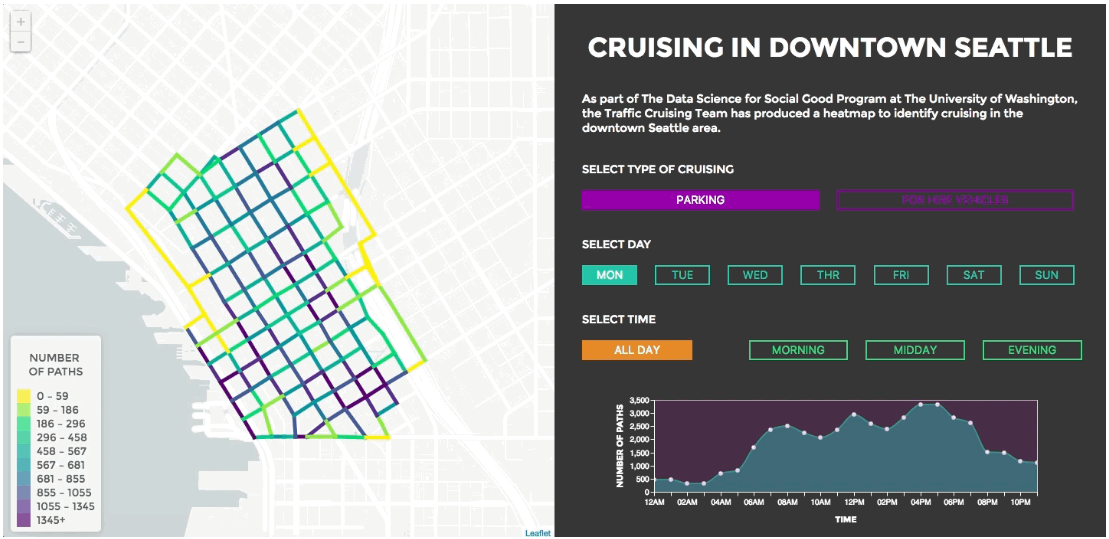 +
−
NUMBER
OF PATHS
0 - 59
59 - 186
186 - 296
296 - 458
458 - 567
567 - 681
681 - 855
855 - 1055
1055 - 1345
1345+
Leaflet
CRUISING IN DOWNTOWN SEATTLE
As part of The Data Science for Social Good Program at The University of Washington,
the Traffic Cruising Team has produced a heatmap to identify cruising in the
downtown Seattle area.
SELECT TYPE OF CRUISING
PARKING
FOR HIRE VEHICLES
SELECT DAY
MON TUE WED THR FRI SAT SUN
SELECT TIME
ALL DAY MORNING MIDDAY EVENING
NUMBER OF PATHS
3,500
3,000
2,500
2,000
1,500
1,000
500
0
12AM 02AM 04AM 06AM 08AM 10AM 12PM 02PM 04PM 06PM 08PM 10PM
TIME